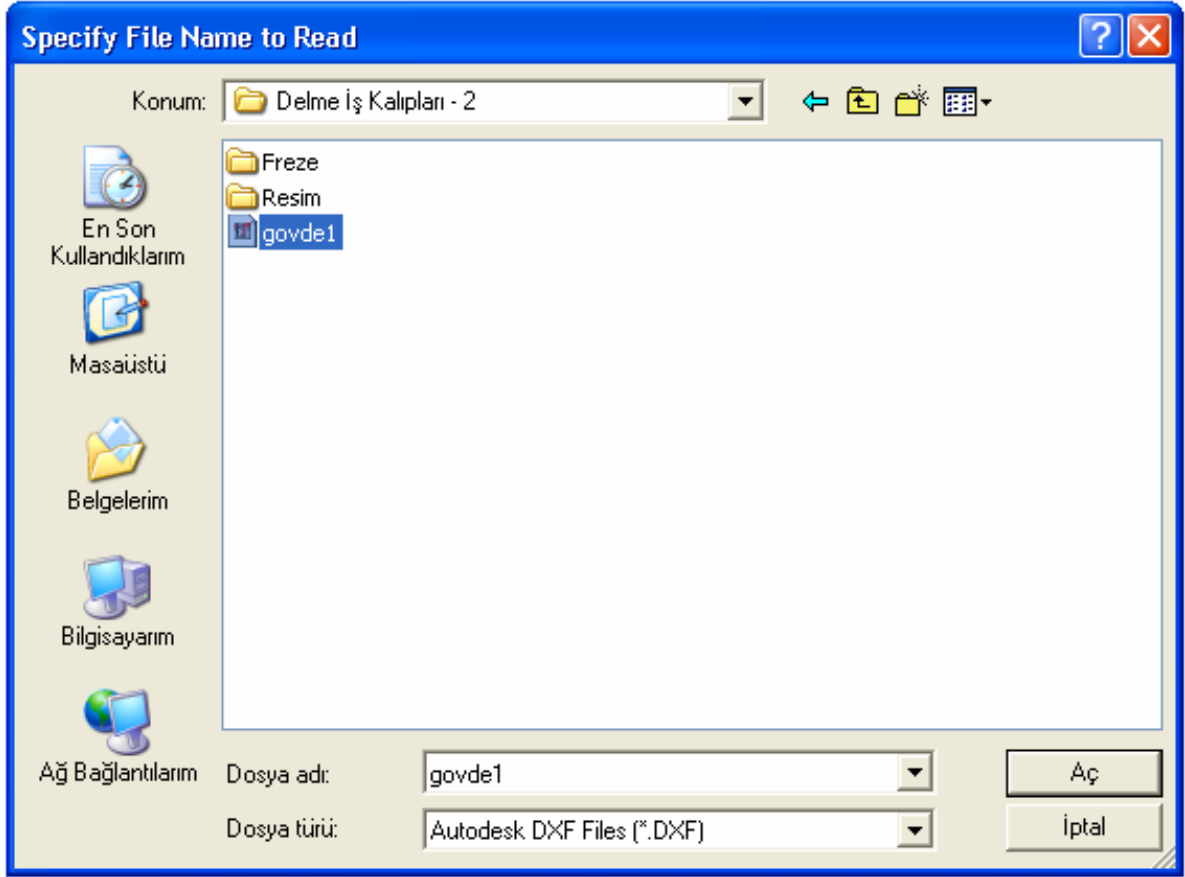 Specify File Name to Read
Konum:
Delme İş Kalıpları - 2
Freze
Resim
govde1
En Son
Kullandıklarım
Masaüstü
Belgelerim
Bilgisayarım
Ağ Bağlantılarım
Dosya adı:
govde1
Aç
Dosya türü:
Autodesk DXF Files (*.DXF)
İptal